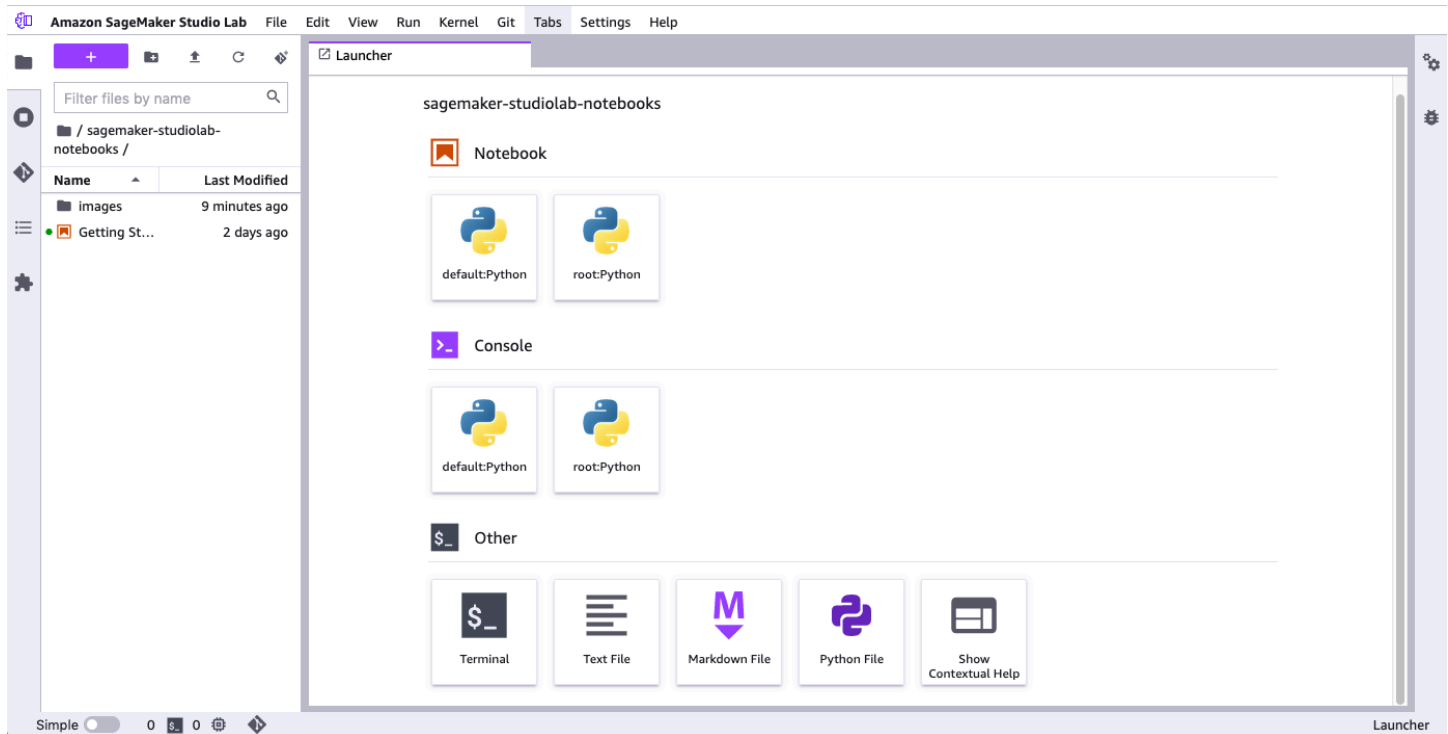 Amazon SageMaker Studio Lab File Edit View Run Kernel Git Tabs Settings Help
+
Launcher
Filter files by name
/ sagemaker-studiolab-
notebooks /
Name Last Modified
images 9 minutes ago
Getting St... 2 days ago
sagemaker-studiolab-notebooks
Notebook
default:Python root:Python
>_ Console
default:Python root:Python
$_ Other
$_ M
Terminal Text File Markdown File Python File Show
Contextual Help
Simple 0 $_ 0 Launcher